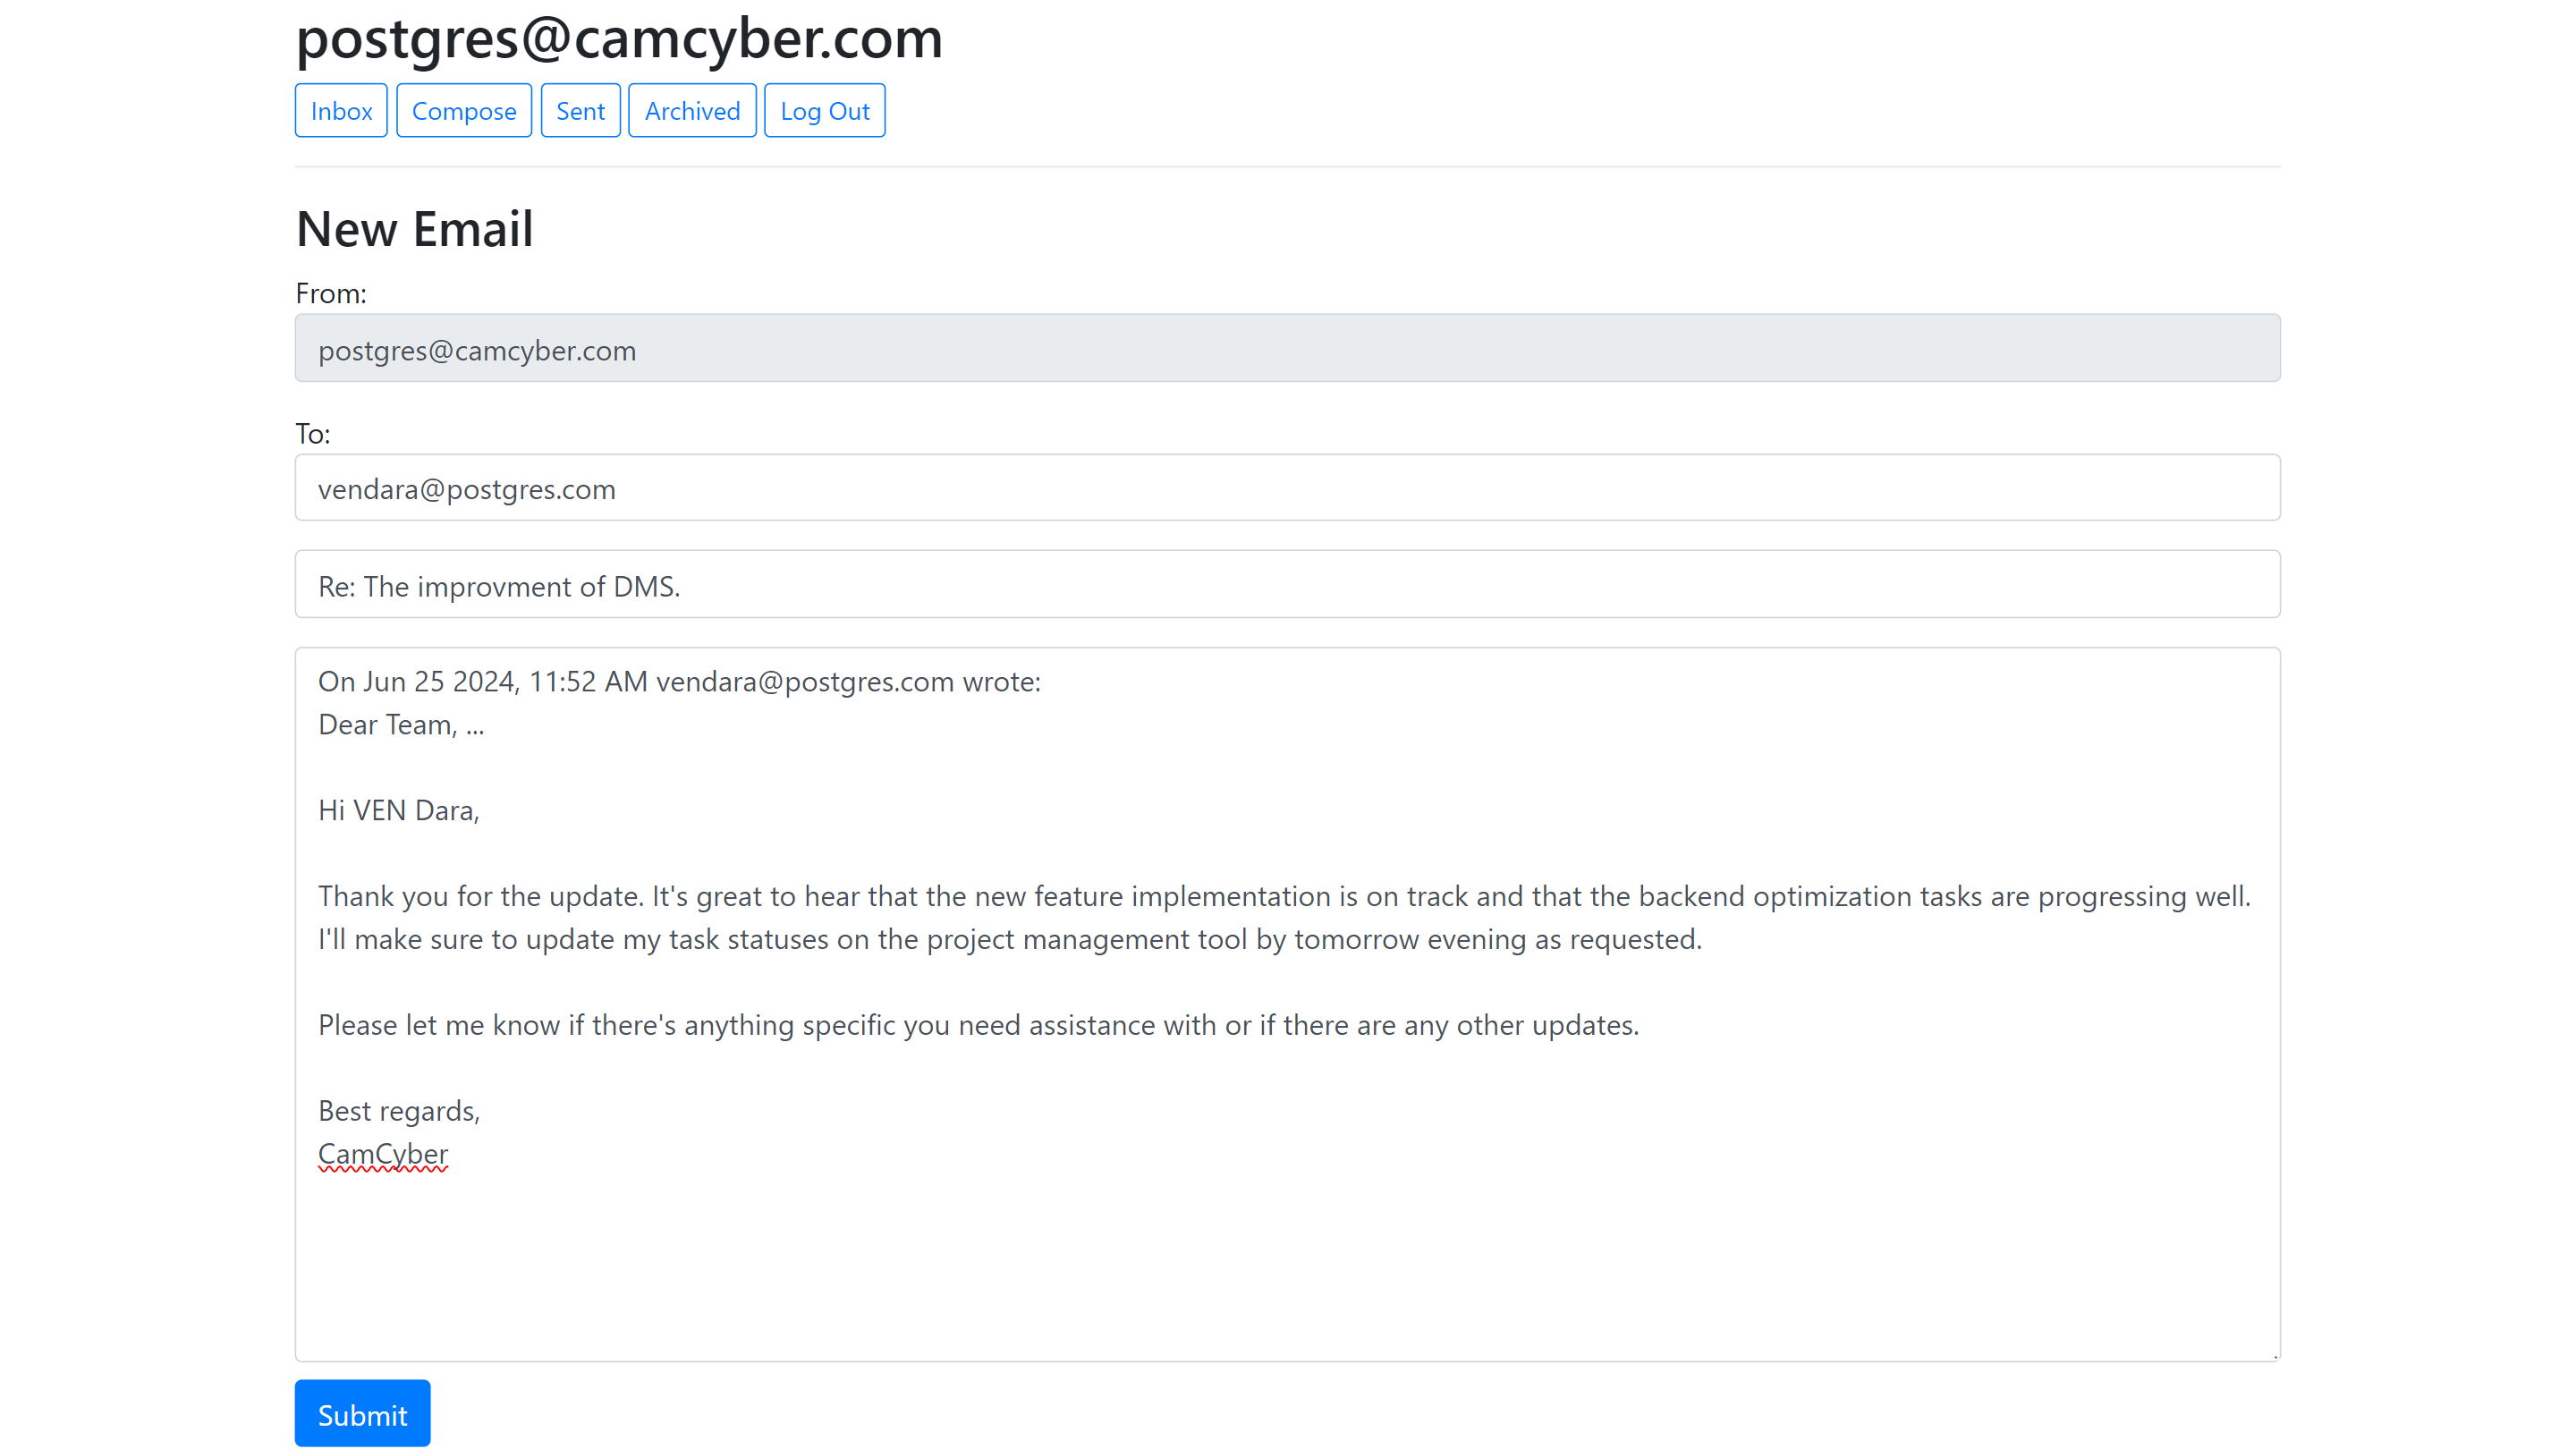 postgres@camcyber.com
Inbox Compose Sent Archived Log Out
New Email
From:
postgres@camcyber.com
To:
vendara@postgres.com
Re: The improvment of DMS.
On Jun 25 2024, 11:52 AM vendara@postgres.com wrote:
Dear Team, ...
Hi VEN Dara,
Thank you for the update. It's great to hear that the new feature implementation is on track and that the backend optimization tasks are progressing well.
I'll make sure to update my task statuses on the project management tool by tomorrow evening as requested.
Please let me know if there's anything specific you need assistance with or if there are any other updates.
Best regards,
CamCyber
Submit